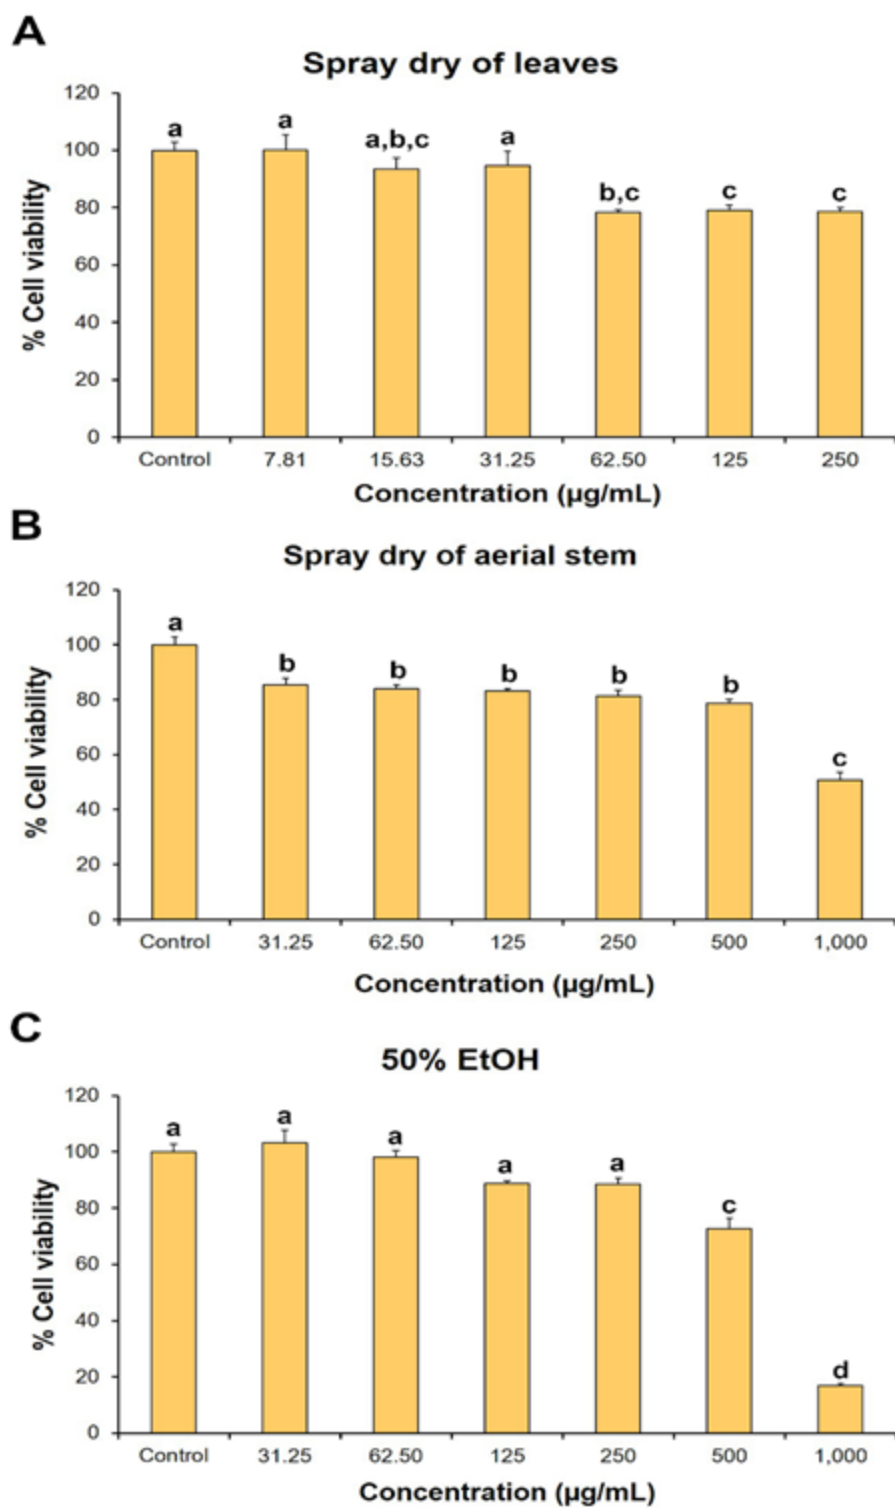 A
Spray dry of leaves
% Cell viability
120
100
80
60
40
20
0
a
a
a,b,c
a
b,c
c
c
Control 7.81 15.63 31.25 62.50 125 250
Concentration (µg/mL)
B
Spray dry of aerial stem
% Cell viability
120
100
80
60
40
20
0
a
b
b
b
b
b
c
Control 31.25 62.50 125 250 500 1,000
Concentration (µg/mL)
C
50% EtOH
% Cell viability
120
100
80
60
40
20
0
a
a
a
a
a
c
d
Control 31.25 62.50 125 250 500 1,000
Concentration (µg/mL)